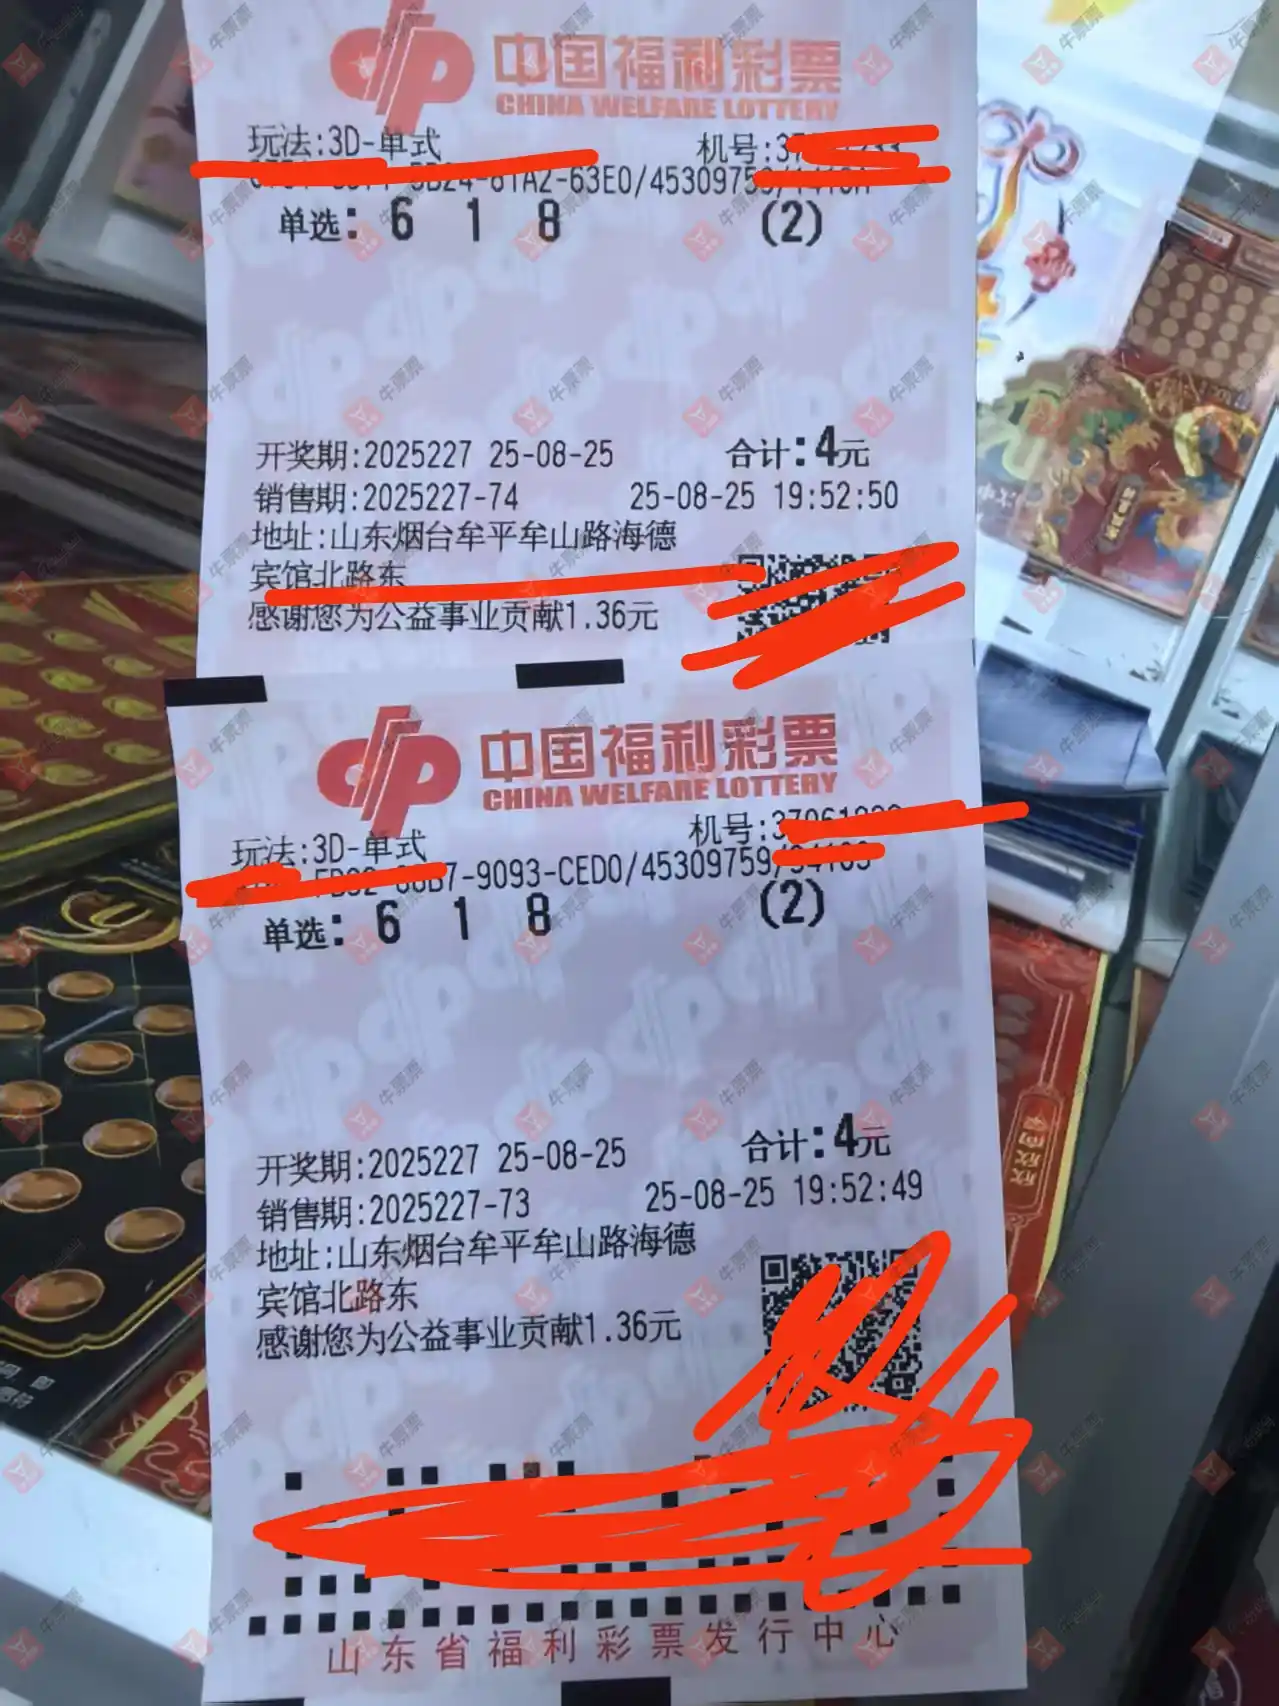 中国福利彩票
CHINA WELFARE LOTTERY
玩法:3D-单式 机号:37
-61A2-63E0/4530975
单选: 6 1 8 (2)
开奖期:2025227 25-08-25 合计:4元
销售期:2025227-74 25-08-25 19:52:50
地址:山东烟台牟平牟山路海德
宾馆北路东
感谢您为公益事业贡献1.36元
中国福利彩票
CHINA WELFARE LOTTERY
玩法:3D-单式 机号:
-9093-CED0/45309759
单选: 6 1 8 (2)
开奖期:2025227 25-08-25 合计:4元
销售期:2025227-73 25-08-25 19:52:49
地址:山东烟台牟平牟山路海德
宾馆北路东
感谢您为公益事业贡献1.36元
山东省福利彩票发行中心
牛票票